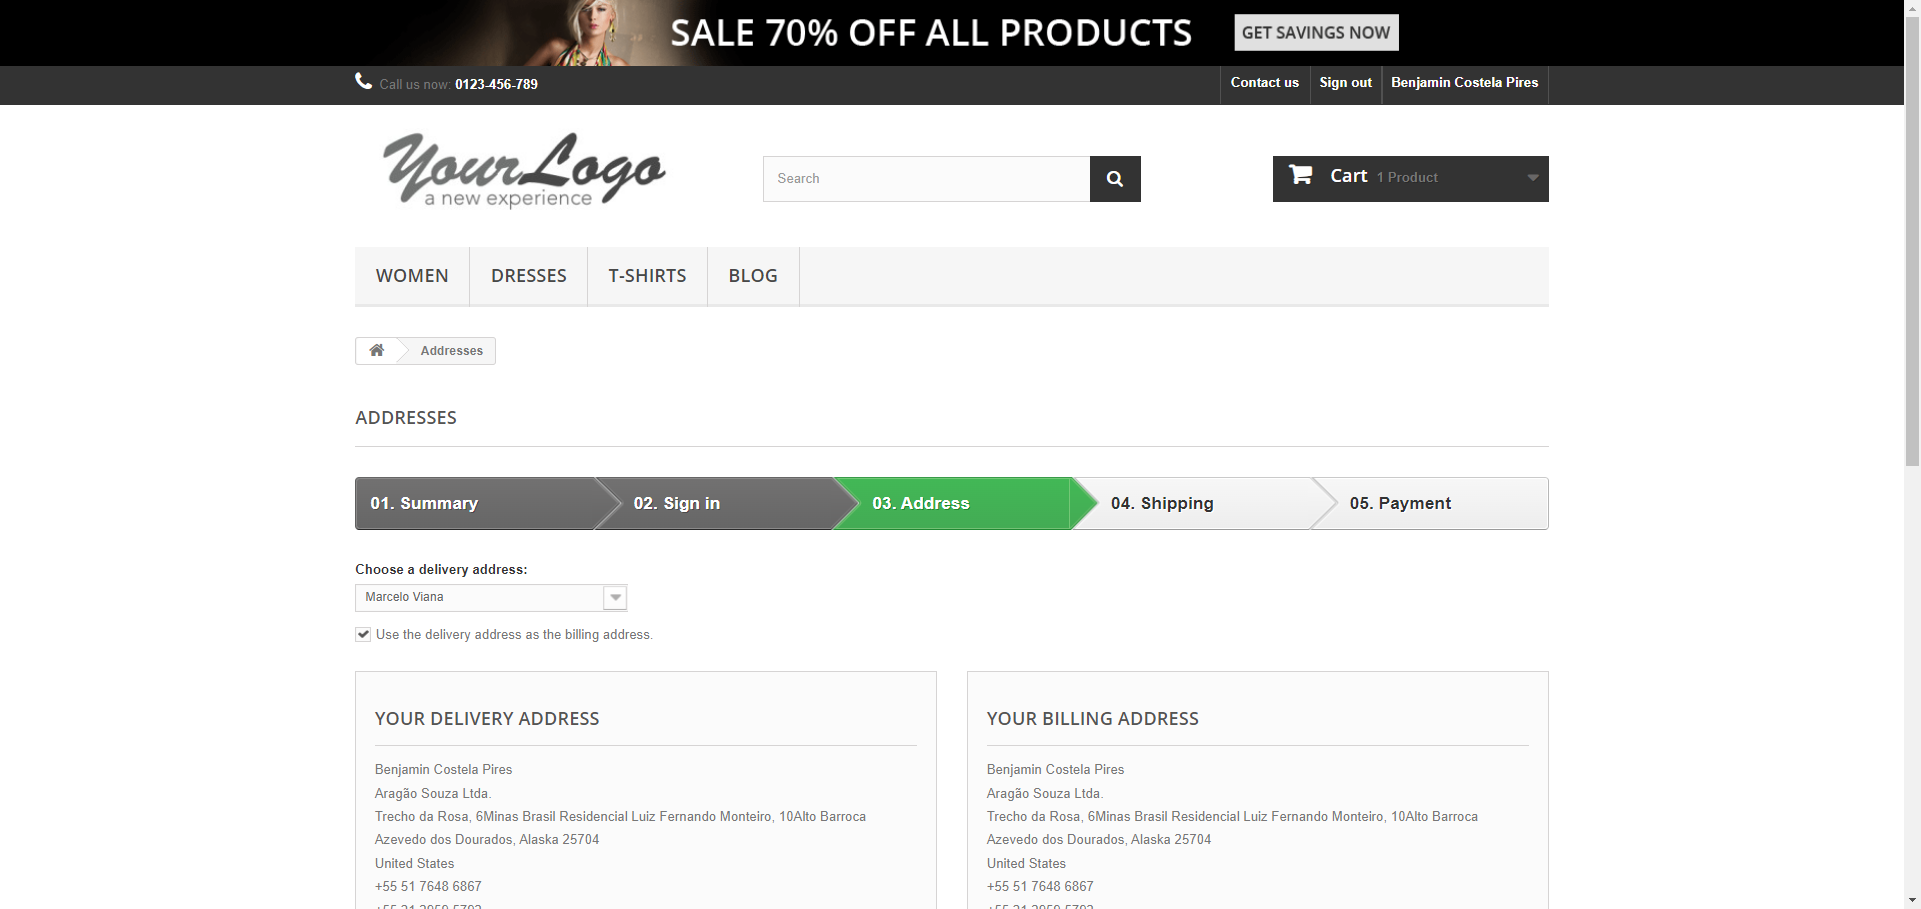 SALE 70% OFF ALL PRODUCTS GET SAVINGS NOW
Call us now: 0123-456-789 Contact us Sign out Benjamin Costela Pires
YourLogo
a new experience
Search
Cart 1 Product
WOMEN DRESSES T-SHIRTS BLOG
Addresses
ADDRESSES
01. Summary 02. Sign in 03. Address 04. Shipping 05. Payment
Choose a delivery address:
Marcelo Viana
Use the delivery address as the billing address.
YOUR DELIVERY ADDRESS
Benjamin Costela Pires
Aragão Souza Ltda.
Trecho da Rosa, 6Minas Brasil Residencial Luiz Fernando Monteiro, 10Alto Barroca
Azevedo dos Dourados, Alaska 25704
United States
+55 51 7648 6867
YOUR BILLING ADDRESS
Benjamin Costela Pires
Aragão Souza Ltda.
Trecho da Rosa, 6Minas Brasil Residencial Luiz Fernando Monteiro, 10Alto Barroca
Azevedo dos Dourados, Alaska 25704
United States
+55 51 7648 6867